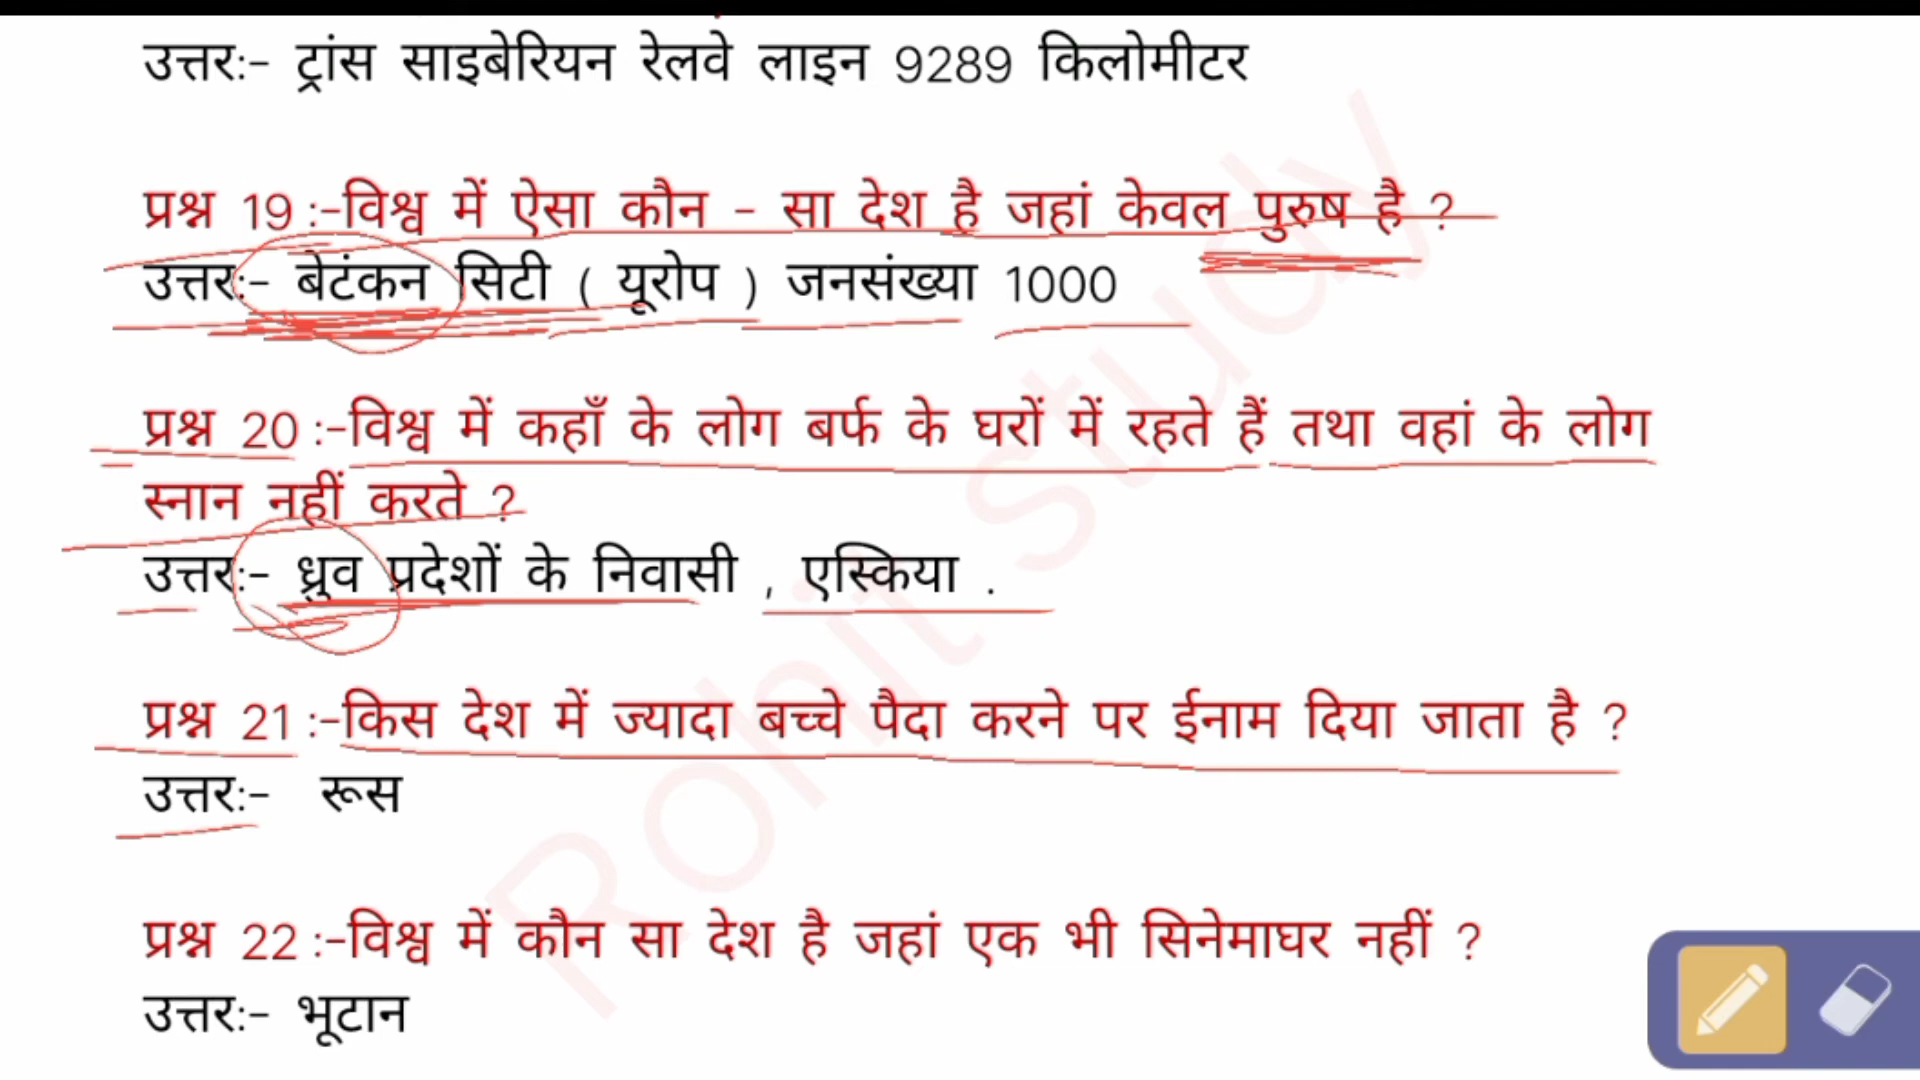 उत्तरः- ट्रांस साइबेरियन रेलवे लाइन 9289 किलोमीटर
प्रश्न 19 :-विश्व में ऐसा कौन - सा देश है जहां केवल पुरुष है ?
उत्तरः- बेटंकन सिटी ( यूरोप ) जनसंख्या 1000
प्रश्न 20 :-विश्व में कहाँ के लोग बर्फ के घरों में रहते हैं तथा वहां के लोग
स्नान नहीं करते ?
उत्तरः- ध्रुव प्रदेशों के निवासी , एस्किया .
प्रश्न 21 :-किस देश में ज्यादा बच्चे पैदा करने पर ईनाम दिया जाता है ?
उत्तरः- रूस
प्रश्न 22 :-विश्व में कौन सा देश है जहां एक भी सिनेमाघर नहीं ?
उत्तरः- भूटान
Rohit study